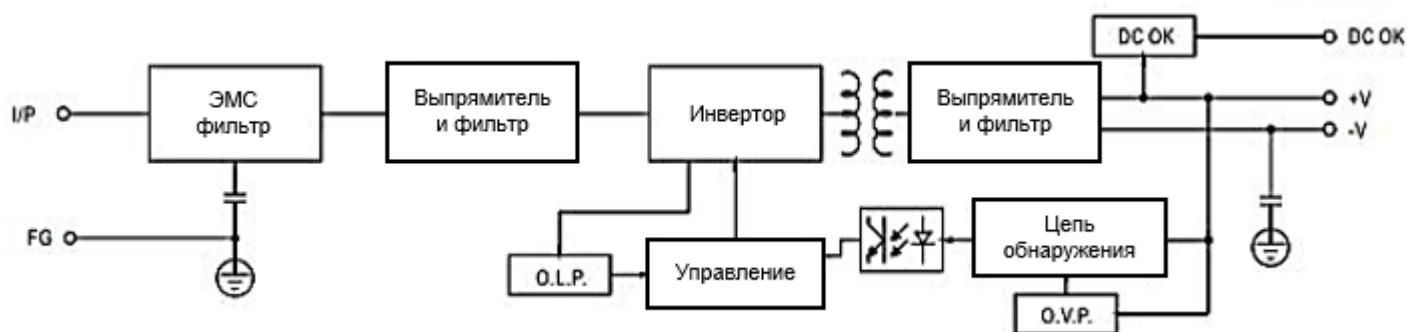 DC OK
DC OK
I/P
ЭМС
фильтр
Выпрямитель
и фильтр
Инвертор
Выпрямитель
и фильтр
+V
-V
FG
O.L.P.
Управление
Цепь
обнаружения
O.V.P.